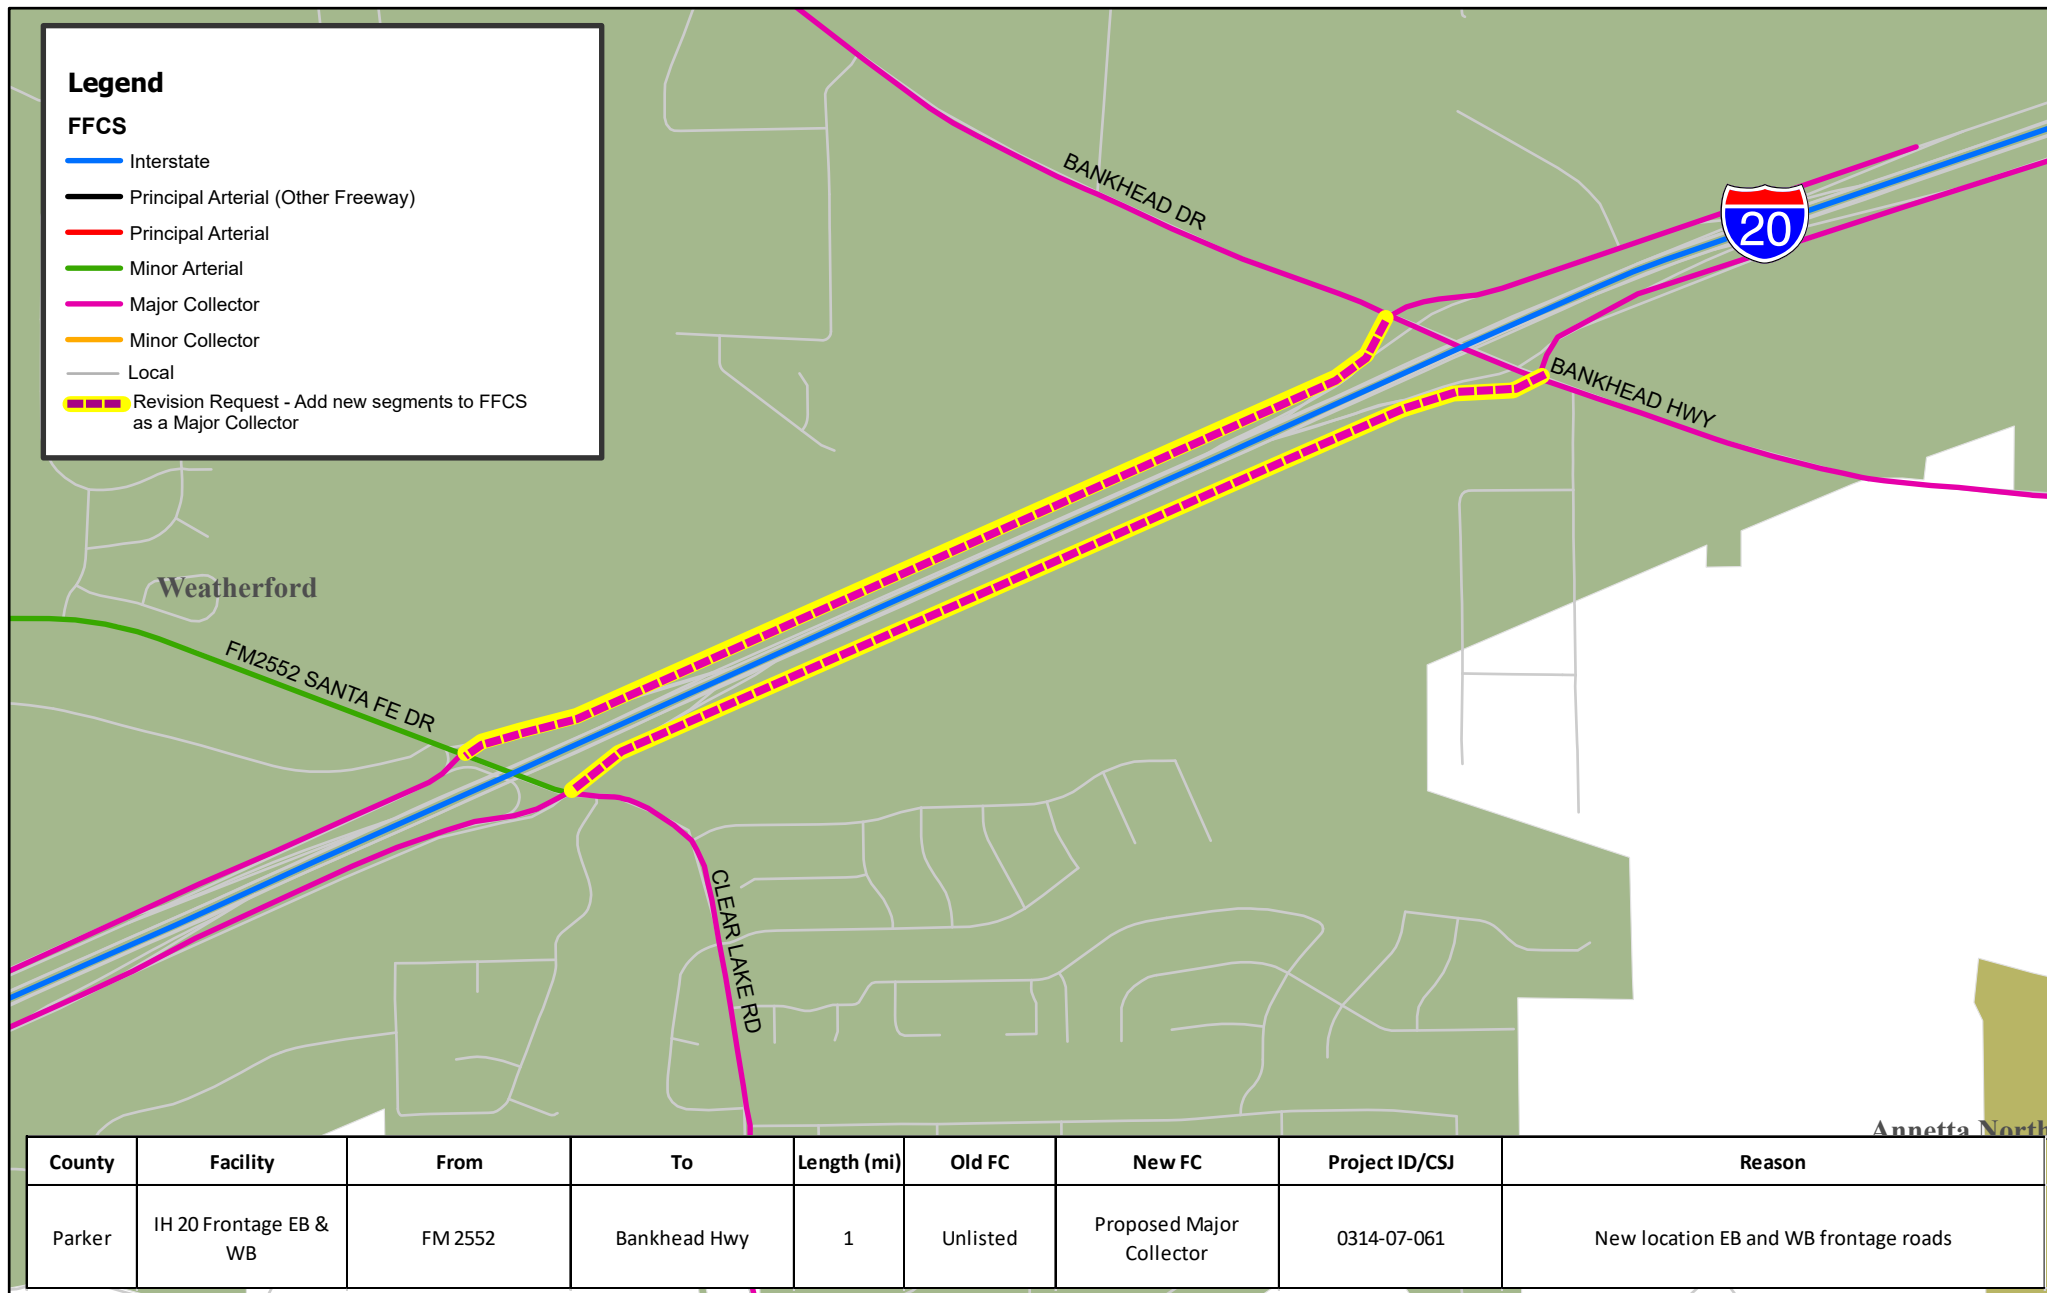 Legend
FFCS
Interstate
Principal Arterial (Other Freeway)
Principal Arterial
Minor Arterial
Major Collector
Minor Collector
Local
Revision Request - Add new segments to FFCS
as a Major Collector
BANKHEAD DR
20
BANKHEAD HWY
Weatherford
FM2552 SANTA FE DR
CLEAR LAKE RD
Annetta North
County Facility From To Length (mi) Old FC New FC Project ID/CSJ Reason
Parker IH 20 Frontage EB & WB FM 2552 Bankhead Hwy 1 Unlisted Proposed Major Collector 0314-07-061 New location EB and WB frontage roads